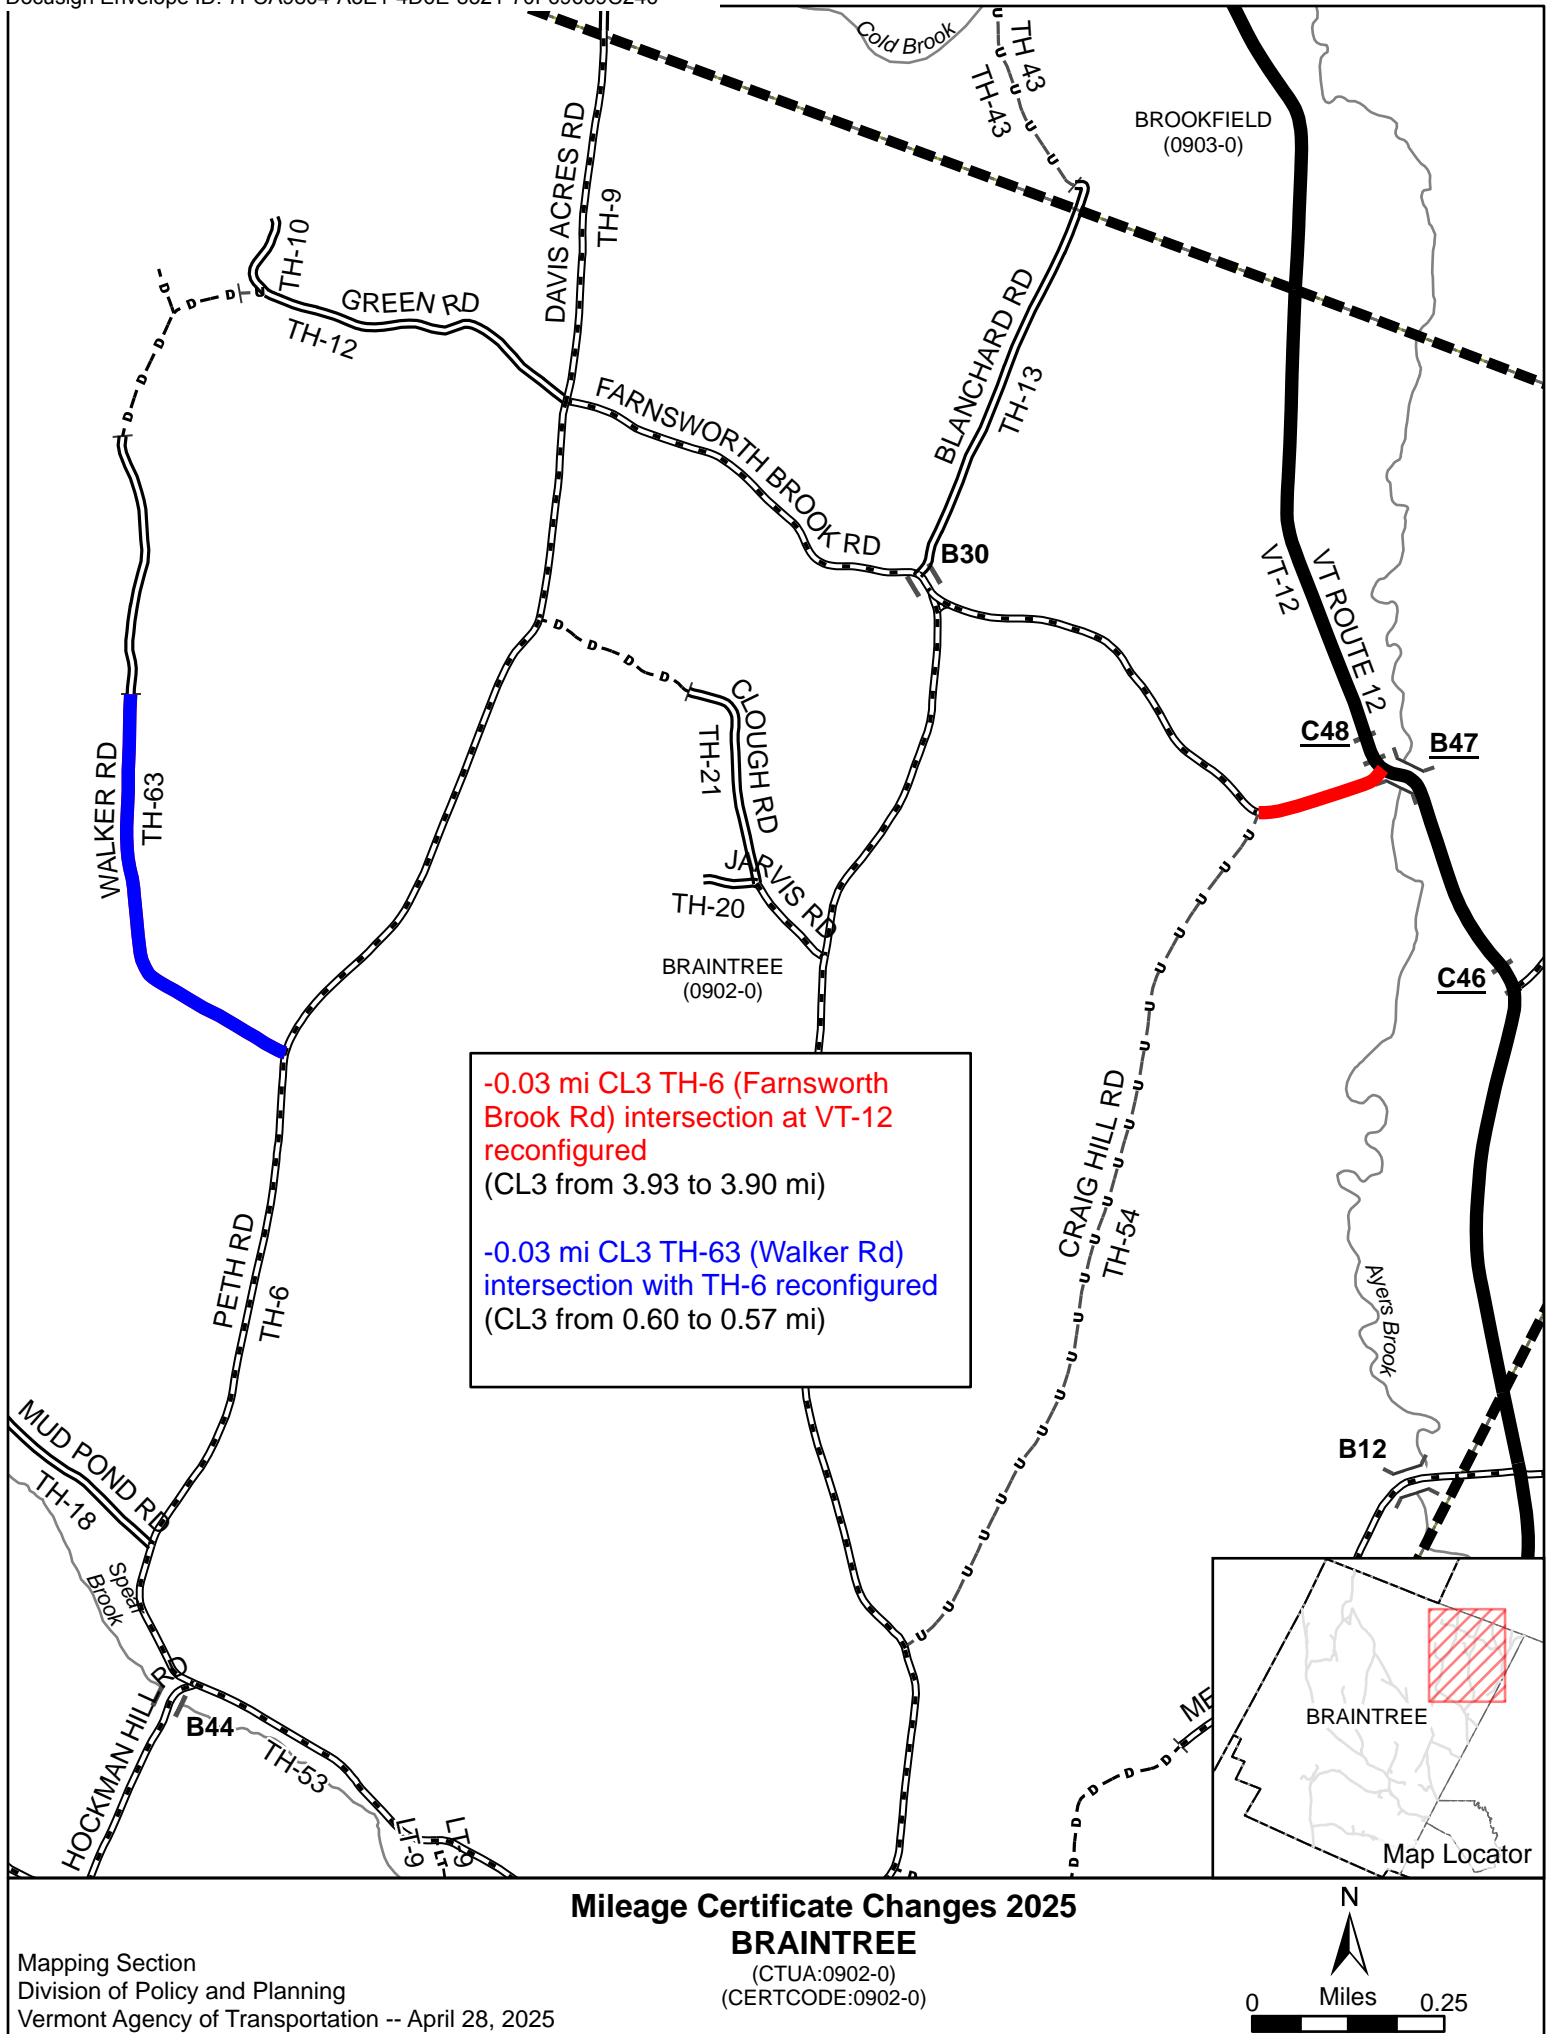 Cold Brook
TH 43
TH-43
BROOKFIELD
(0903-0)
DAVIS ACRES RD
TH-9
TH-10
GREEN RD
TH-12
BLANCHARD RD
TH-13
FARNSWORTH BROOK RD
B30
VT-12
VT ROUTE 12
C48
B47
WALKER RD
TH-63
CLOUGH RD
TH-21
JARVIS RD
TH-20
BRAINTREE
(0902-0)
C46
-0.03 mi CL3 TH-6 (Farnsworth
Brook Rd) intersection at VT-12
reconfigured
(CL3 from 3.93 to 3.90 mi)
-0.03 mi CL3 TH-63 (Walker Rd)
intersection with TH-6 reconfigured
(CL3 from 0.60 to 0.57 mi)
CRAIG HILL RD
TH-54
PETH RD
TH-6
Ayers Brook
MUD POND RD
TH-18
B12
Spear
Brook
HOCKMAN HILL RD
B44
TH-53
LT-9
LT-9
LT
ME
BRAINTREE
Map Locator
Mileage Certificate Changes 2025
BRAINTREE
(CTUA:0902-0)
(CERTCODE:0902-0)
Mapping Section
Division of Policy and Planning
Vermont Agency of Transportation -- April 28, 2025
N
Miles
0 0.25